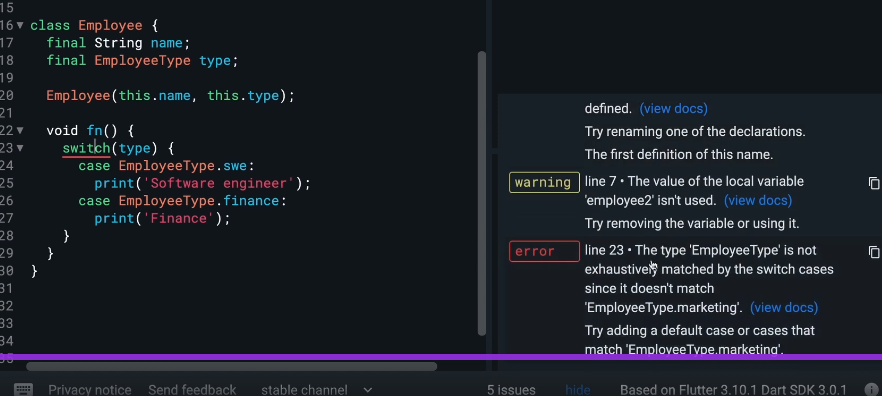 15
16 class Employee {
17 final String name;
18 final EmployeeType type;
19
20 Employee(this.name, this.type);
21
22 void fn() {
23 switch(type) {
24 case EmployeeType.swe:
25 print('Software engineer');
26 case EmployeeType.finance:
27 print('Finance');
28 }
29 }
30 }
31
32
33
34
35
defined. (view docs)
Try renaming one of the declarations.
The first definition of this name.
warning line 7 • The value of the local variable
'employee2' isn't used. (view docs)
Try removing the variable or using it.
error line 23 • The type 'EmployeeType' is not
exhaustively matched by the switch cases
since it doesn't match
'EmployeeType.marketing'. (view docs)
Try adding a default case or cases that
match 'EmployeeType.marketing'.
Privacy notice Send feedback stable channel 5 issues hide Based on Flutter 3.10.1 Dart SDK 3.0.1